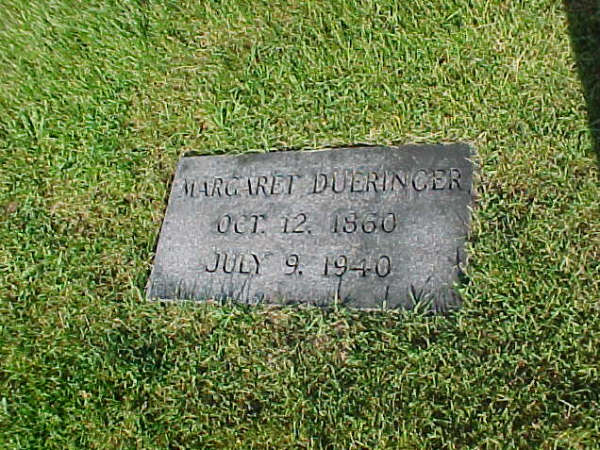 MARGARET DUERINGER
OCT. 12, 1860
JULY 9, 1940